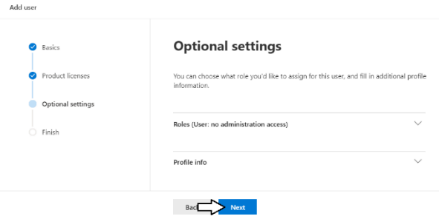 Add user
Basics
Product licenses
Optional settings
Finish
Optional settings
You can choose what role you'd like to assign for this user, and fill in additional profile
information.
Roles (User: no administration access)
Profile info
Back Next